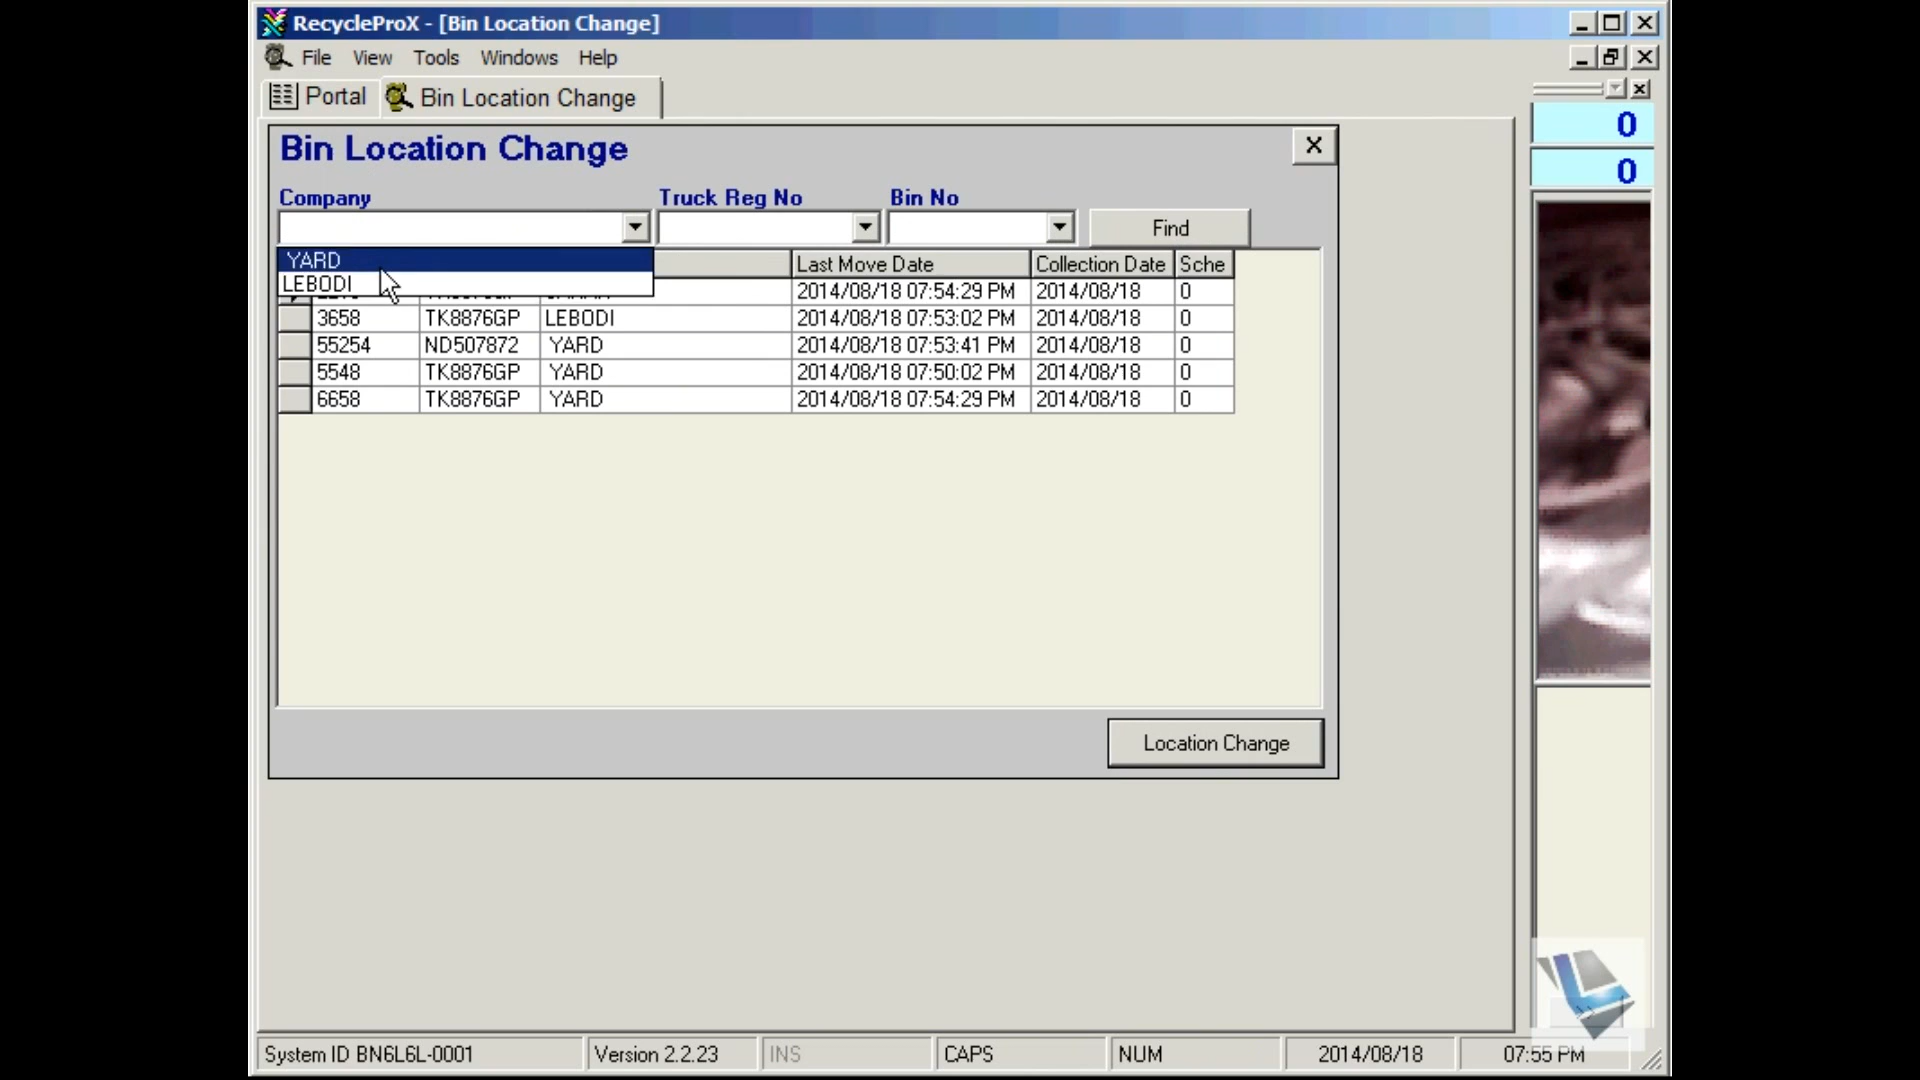 RecycleProX - [Bin Location Change]
File View Tools Windows Help
Portal Bin Location Change
0
0
Bin Location Change
X
Company Truck Reg No Bin No
Find
YARD
LEBODI
Last Move Date Collection Date Sche
2014/08/18 07:54:29 PM 2014/08/18 0
3658 TK8876GP LEBODI 2014/08/18 07:53:02 PM 2014/08/18 0
55254 ND507872 YARD 2014/08/18 07:53:41 PM 2014/08/18 0
5548 TK8876GP YARD 2014/08/18 07:50:02 PM 2014/08/18 0
6658 TK8876GP YARD 2014/08/18 07:54:29 PM 2014/08/18 0
Location Change
System ID BN6L6L-0001 Version 2.2.23 INS CAPS NUM 2014/08/18 07:55 PM